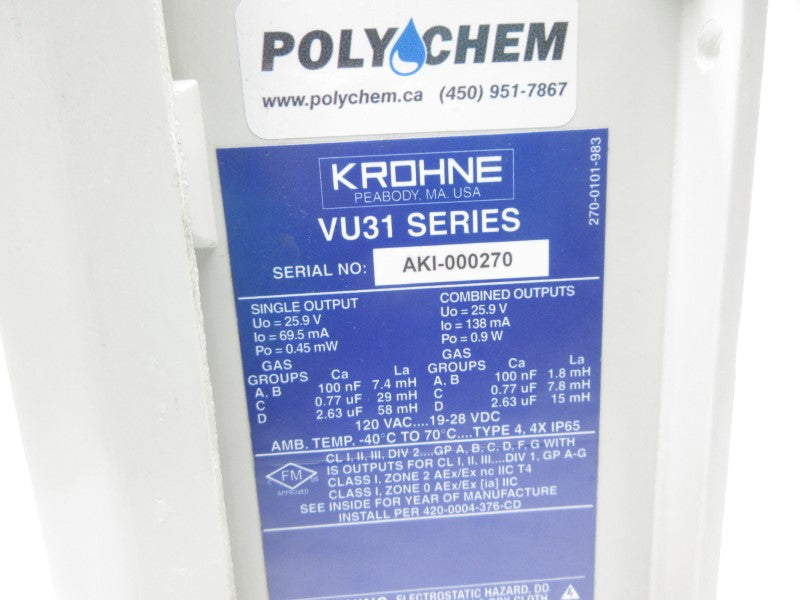 POLYCHEM
www.polychem.ca (450) 951-7867
KROHNE
PEABODY, MA. USA
270-0101-983
VU31 SERIES
SERIAL NO: AKI-000270
SINGLE OUTPUT
Uo = 25.9 V
Io = 69.5 mA
Po = 0.45 mW
GAS
GROUPS Ca La
A, B 100 nF 7.4 mH
C 0.77 uF 29 mH
D 2.63 uF 58 mH
COMBINED OUTPUTS
Uo = 25.9 V
Io = 138 mA
Po = 0.9 W
GAS
GROUPS Ca La
A, B 100 nF 1.8 mH
C 0.77 uF 7.8 mH
D 2.63 uF 15 mH
120 VAC....19-28 VDC
AMB. TEMP. -40°C TO 70°C....TYPE 4, 4X IP65
FM
APPROVED
CL I, II, III, DIV 2....GP A, B, C, D, F, G WITH
IS OUTPUTS FOR CL I, II, III....DIV 1, GP A-G
CLASS I, ZONE 2 AEx/Ex nc IIC T4
CLASS I, ZONE 0 AEx/Ex [ia] IIC
SEE INSIDE FOR YEAR OF MANUFACTURE
INSTALL PER 420-0004-376-CD
ELECTROSTATIC HAZARD, DO
CLOTH